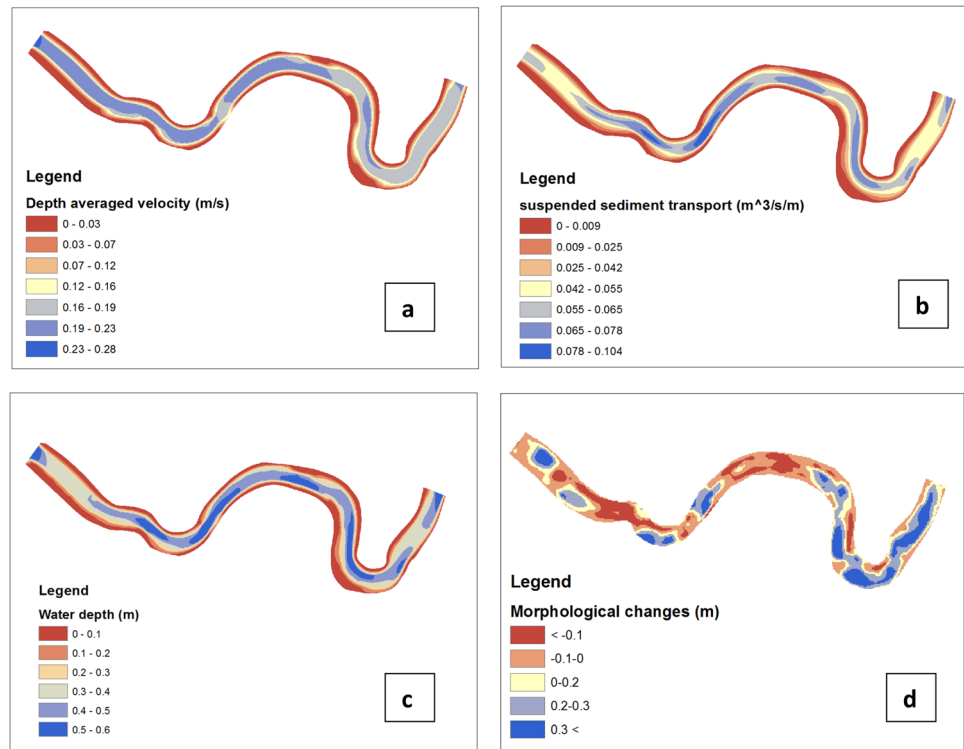 Legend
Depth averaged velocity (m/s)
0 - 0.03
0.03 - 0.07
0.07 - 0.12
0.12 - 0.16
0.16 - 0.19
0.19 - 0.23
0.23 - 0.28
a
Legend
suspended sediment transport (m^3/s/m)
0 - 0.009
0.009 - 0.025
0.025 - 0.042
0.042 - 0.055
0.055 - 0.065
0.065 - 0.078
0.078 - 0.104
b
Legend
Water depth (m)
0 - 0.1
0.1 - 0.2
0.2 - 0.3
0.3 - 0.4
0.4 - 0.5
0.5 - 0.6
c
Legend
Morphological changes (m)
< -0.1
-0.1-0
0-0.2
0.2-0.3
0.3 <
d